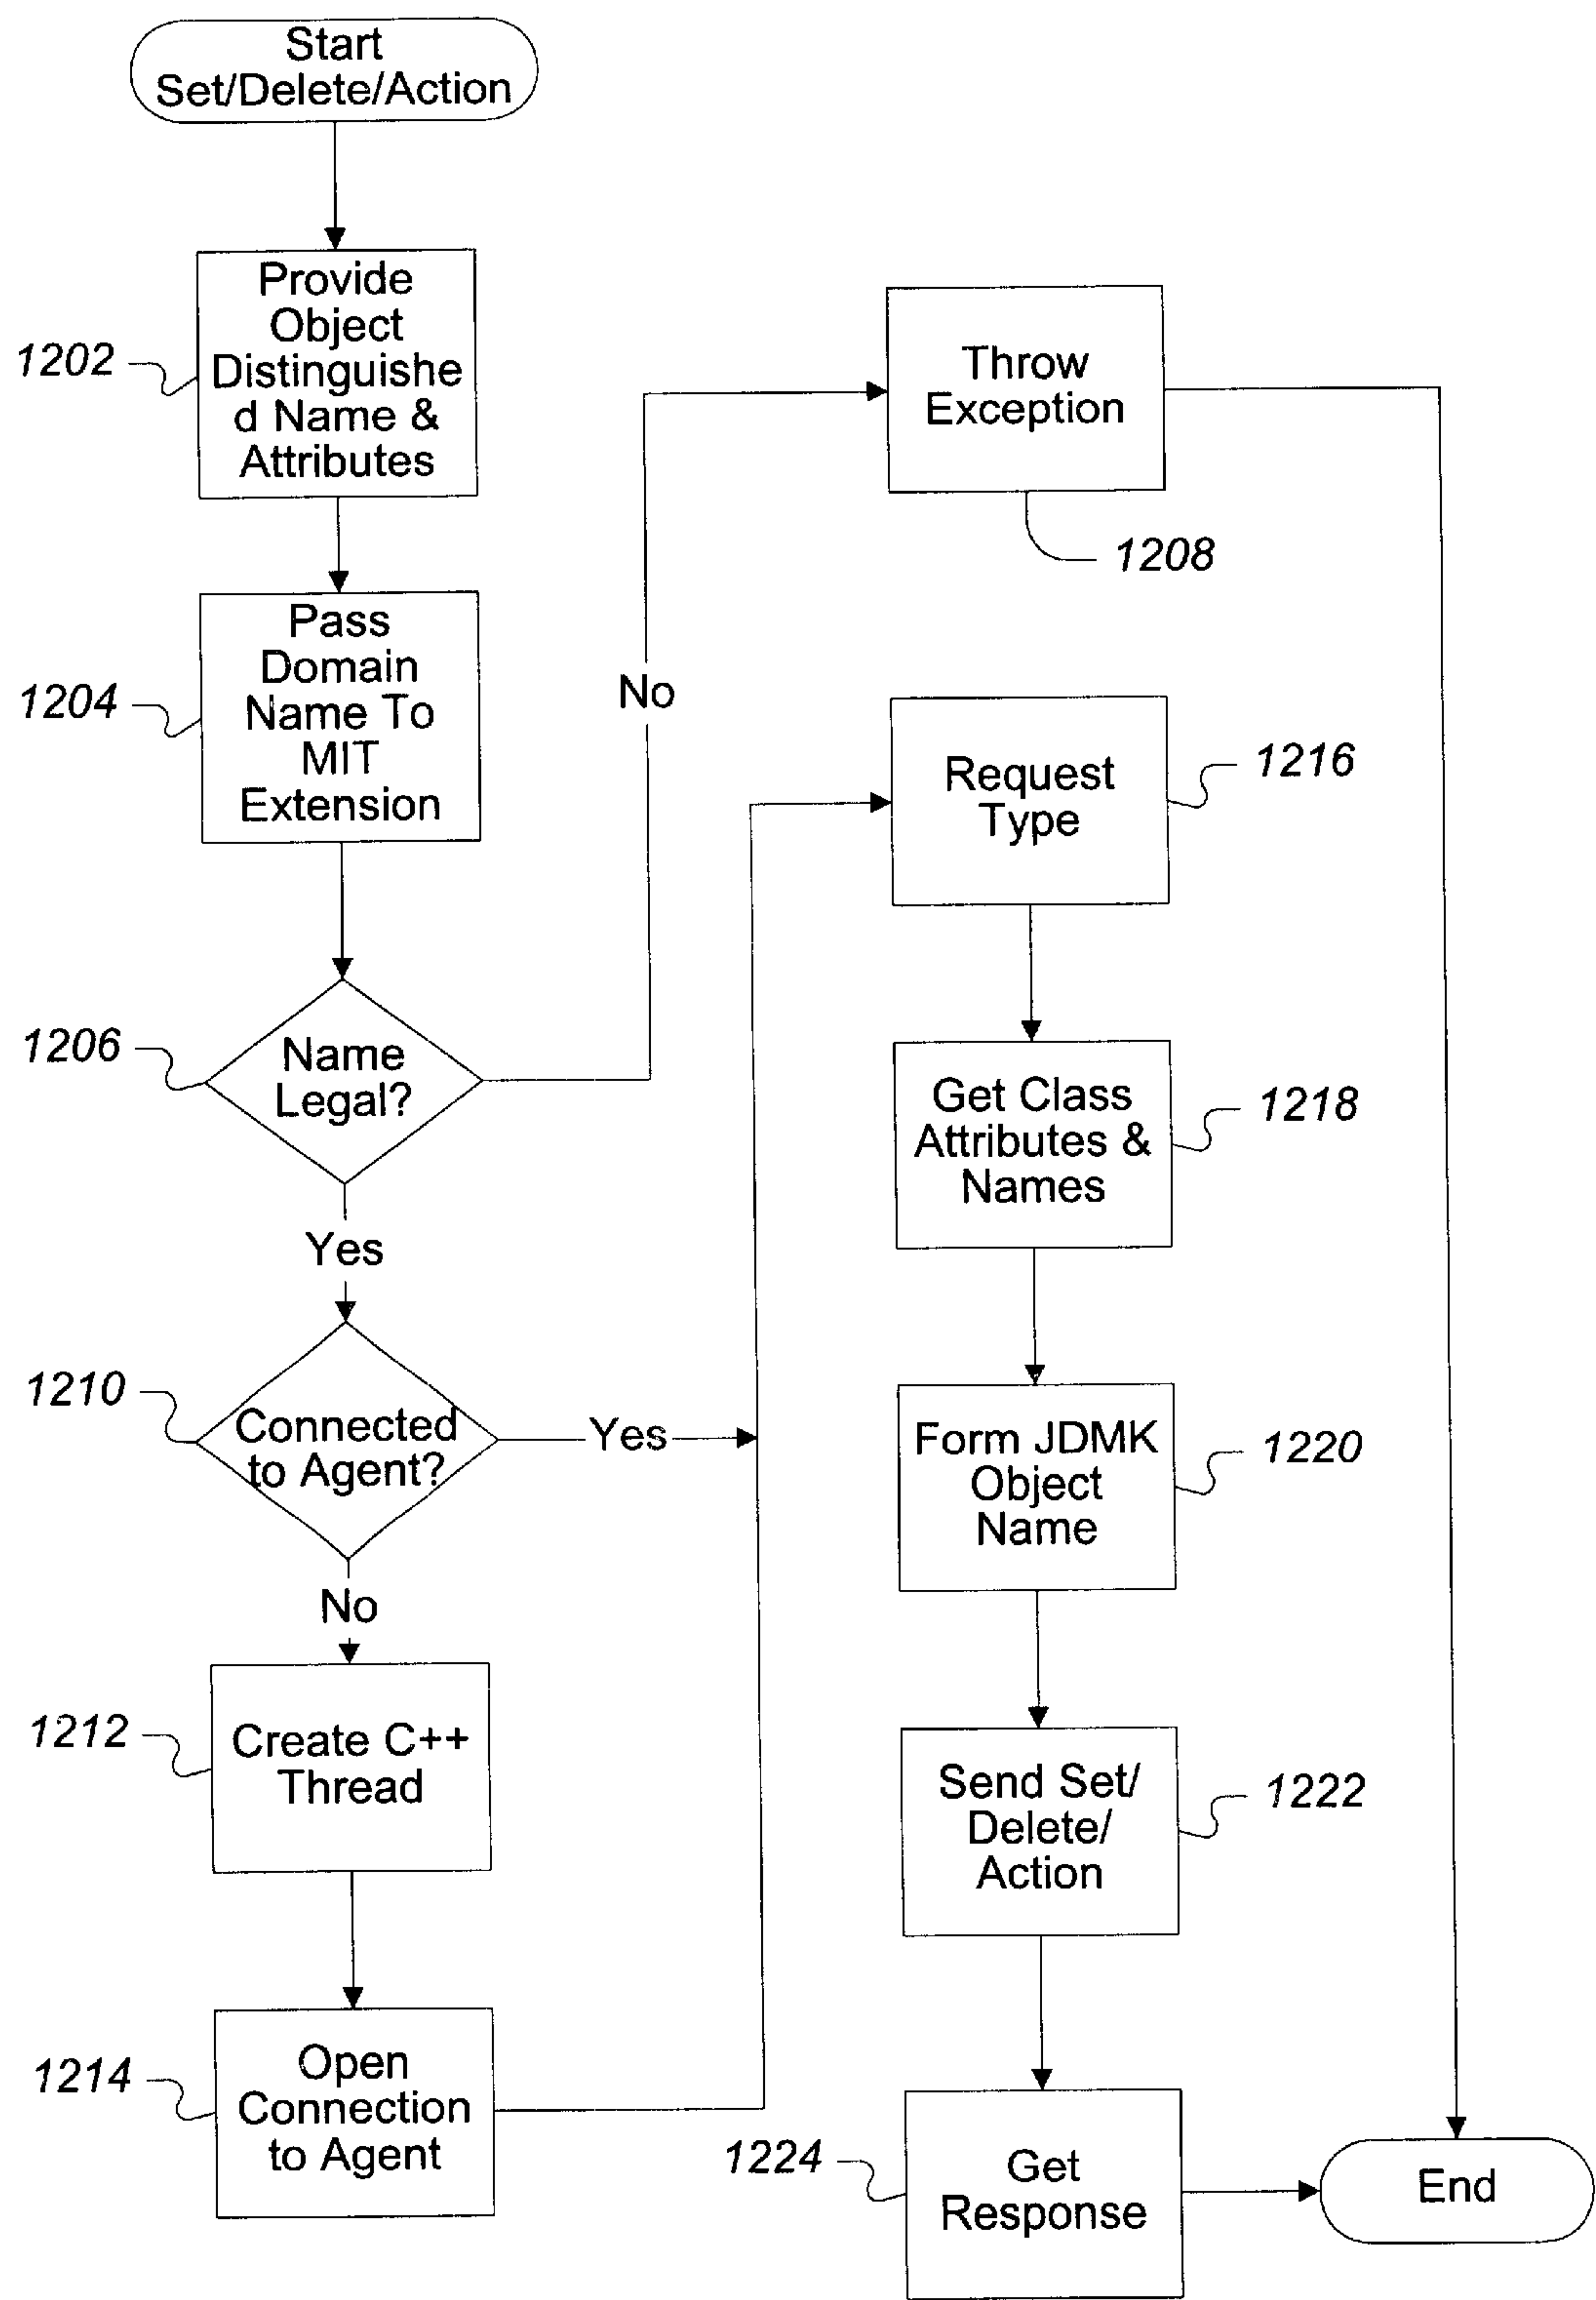 Start
Set/Delete/Action
1202
Provide
Object
Distinguishe
d Name &
Attributes
1204
Pass
Domain
Name To
MIT
Extension
1206
Name
Legal?
No
Yes
1210
Connected
to Agent?
Yes
No
1212
Create C++
Thread
1214
Open
Connection
to Agent
Throw
Exception
1208
Request
Type
1216
Get Class
Attributes &
Names
1218
Form JDMK
Object
Name
1220
Send Set/
Delete/
Action
1222
1224
Get
Response
End